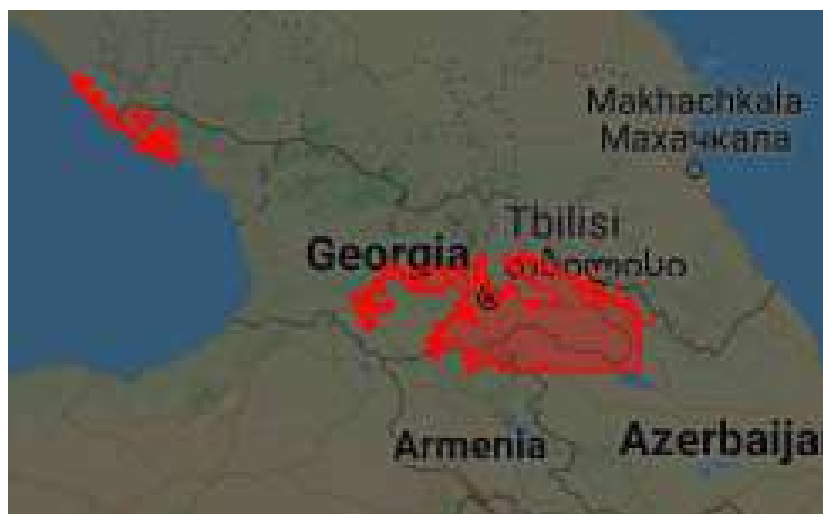 Makhachkala
Махачкала
Tbilisi
თბილისი
Georgia
Armenia
Azerbaija